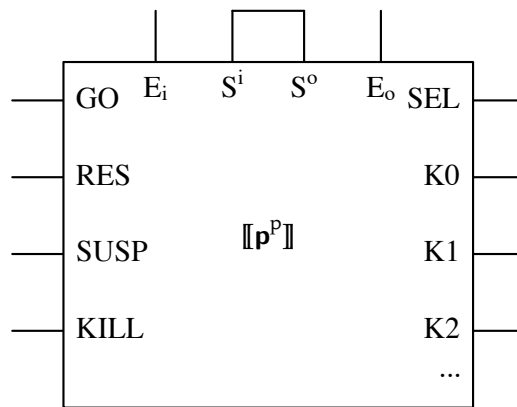 GO E_i S^i S^o E_o SEL
RES K0
⟦p^p⟧
SUSP K1
KILL K2
...